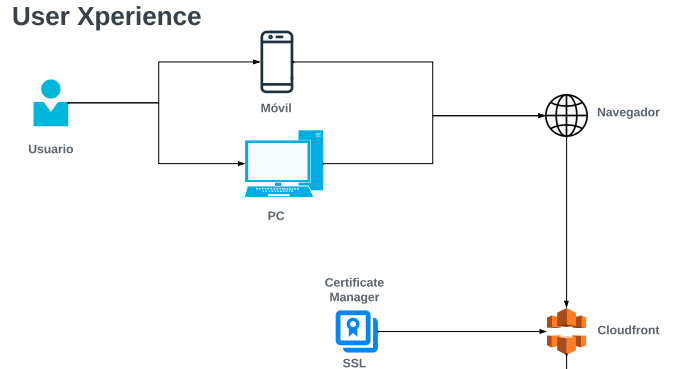 User Xperience
Móvil
Navegador
Usuario
PC
Certificate
Manager
Cloudfront
SSL